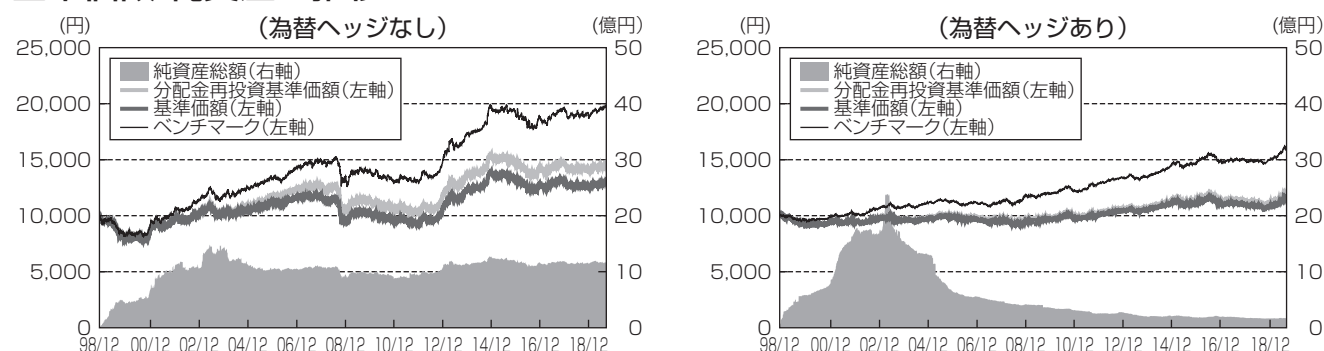 (円)
(為替ヘッジなし)
(億円)
25,000
20,000
15,000
10,000
5,000
0
50
40
30
20
10
0
純資産総額(右軸)
分配金再投資基準価額(左軸)
基準価額(左軸)
ベンチマーク(左軸)
98/12 00/12 02/12 04/12 06/12 08/12 10/12 12/12 14/12 16/12 18/12
(円)
(為替ヘッジあり)
(億円)
25,000
20,000
15,000
10,000
5,000
0
50
40
30
20
10
0
純資産総額(右軸)
分配金再投資基準価額(左軸)
基準価額(左軸)
ベンチマーク(左軸)
98/12 00/12 02/12 04/12 06/12 08/12 10/12 12/12 14/12 16/12 18/12